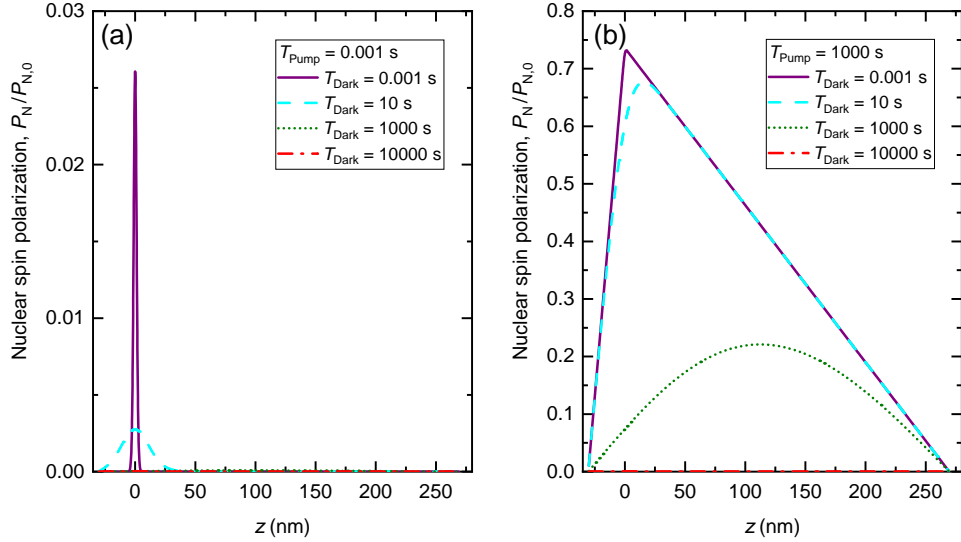 (a)
T_Pump = 0.001 s
T_Dark = 0.001 s
T_Dark = 10 s
T_Dark = 1000 s
T_Dark = 10000 s
Nuclear spin polarization, P_N/P_N,0
0.03
0.02
0.01
0.00
0 50 100 150 200 250
z (nm)
(b)
T_Pump = 1000 s
T_Dark = 0.001 s
T_Dark = 10 s
T_Dark = 1000 s
T_Dark = 10000 s
Nuclear spin polarization, P_N/P_N,0
0.8
0.7
0.6
0.5
0.4
0.3
0.2
0.1
0.0
0 50 100 150 200 250
z (nm)